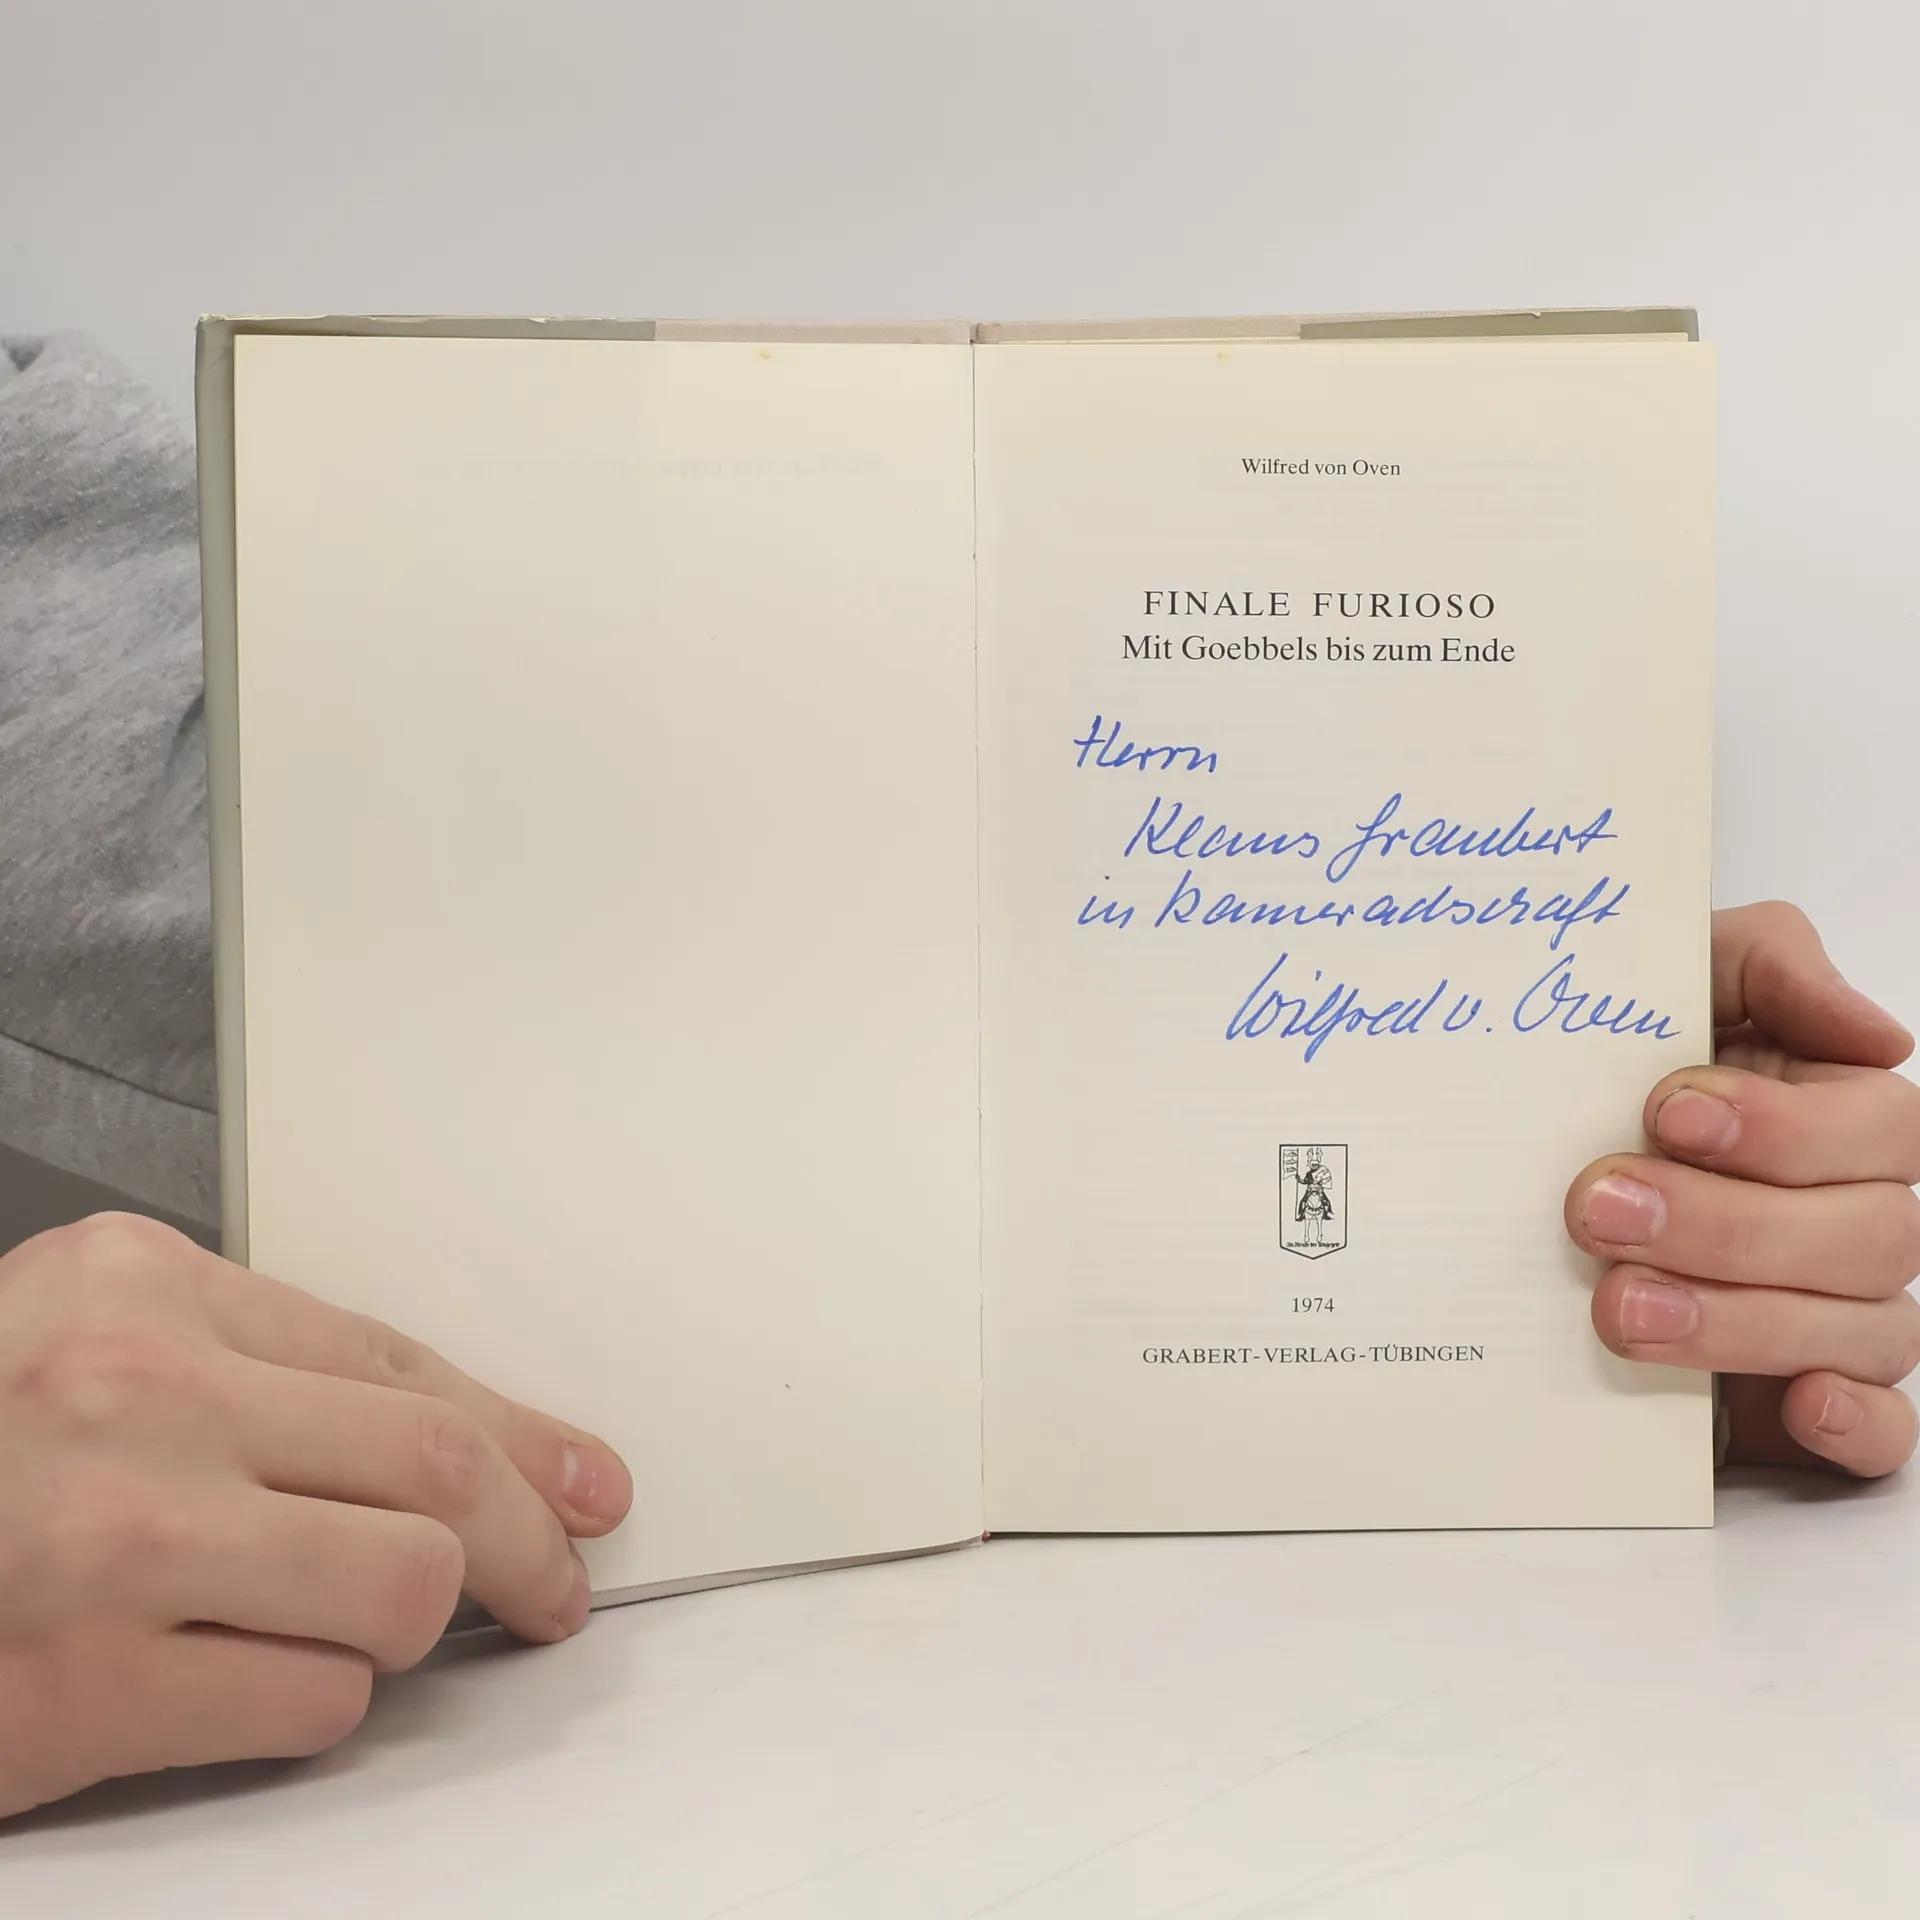 Wilfred von Oven
FINALE FURIOSO
Mit Goebbels bis zum Ende
Herrn
Klaus Graubert
in Kameradschaft
Wilfred v. Oven
1974
GRABERT-VERLAG-TÜBINGEN